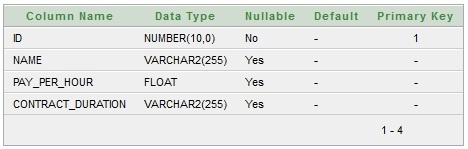 Column Name Data Type Nullable Default Primary Key
ID NUMBER(10,0) No - 1
NAME VARCHAR2(255) Yes - -
PAY_PER_HOUR FLOAT Yes - -
CONTRACT_DURATION VARCHAR2(255) Yes - -
1 - 4